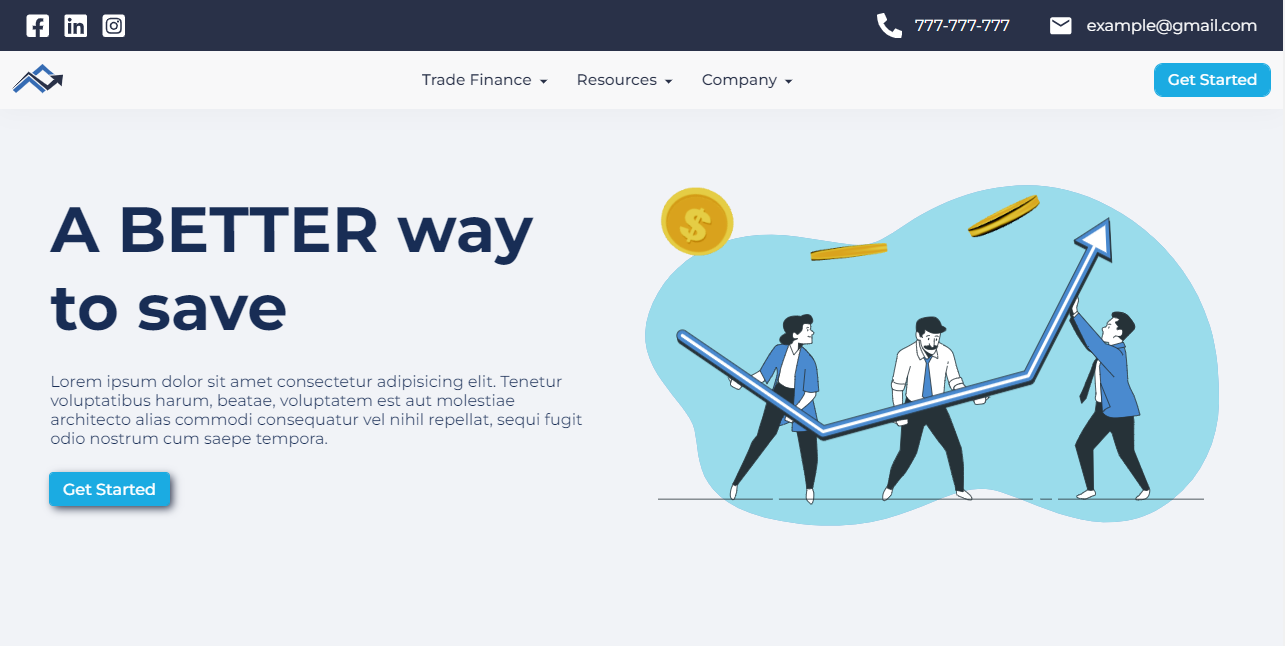 777-777-777
example@gmail.com
Trade Finance
Resources
Company
Get Started
A BETTER way
to save
Lorem ipsum dolor sit amet consectetur adipisicing elit. Tenetur
voluptatibus harum, beatae, voluptatem est aut molestiae
architecto alias commodi consequatur vel nihil repellat, sequi fugit
odio nostrum cum saepe tempora.
Get Started
$